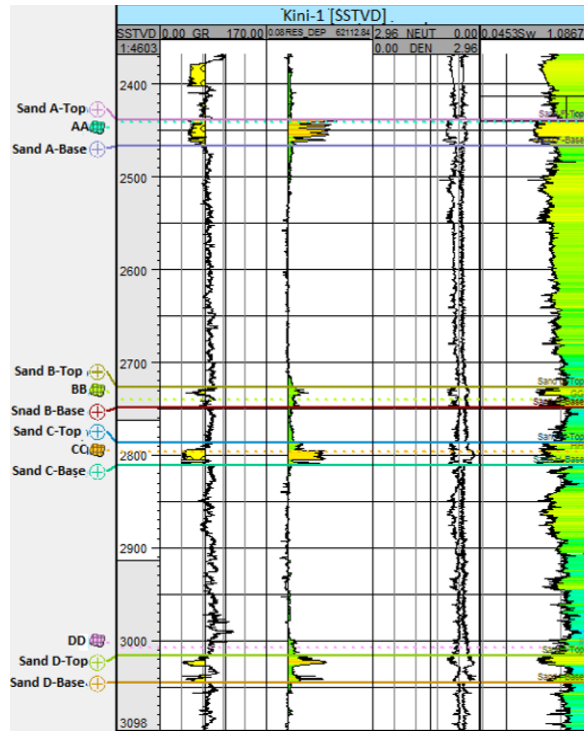 Kini-1 [SSTVD]
SSTVD 0.00 GR 170.00 0.08 RES_DEP 62112.84 2.96 NEUT 0.00 0.0453 Sw 1.0867
1:4603 0.00 DEN 2.96
2400
Sand A-Top
AA
Sand A-Base
2500
2600
2700
Sand B-Top
BB
Snad B-Base
Sand C-Top
CC
2800
Sand C-Base
2900
DD
3000
Sand D-Top
Sand D-Base
3098